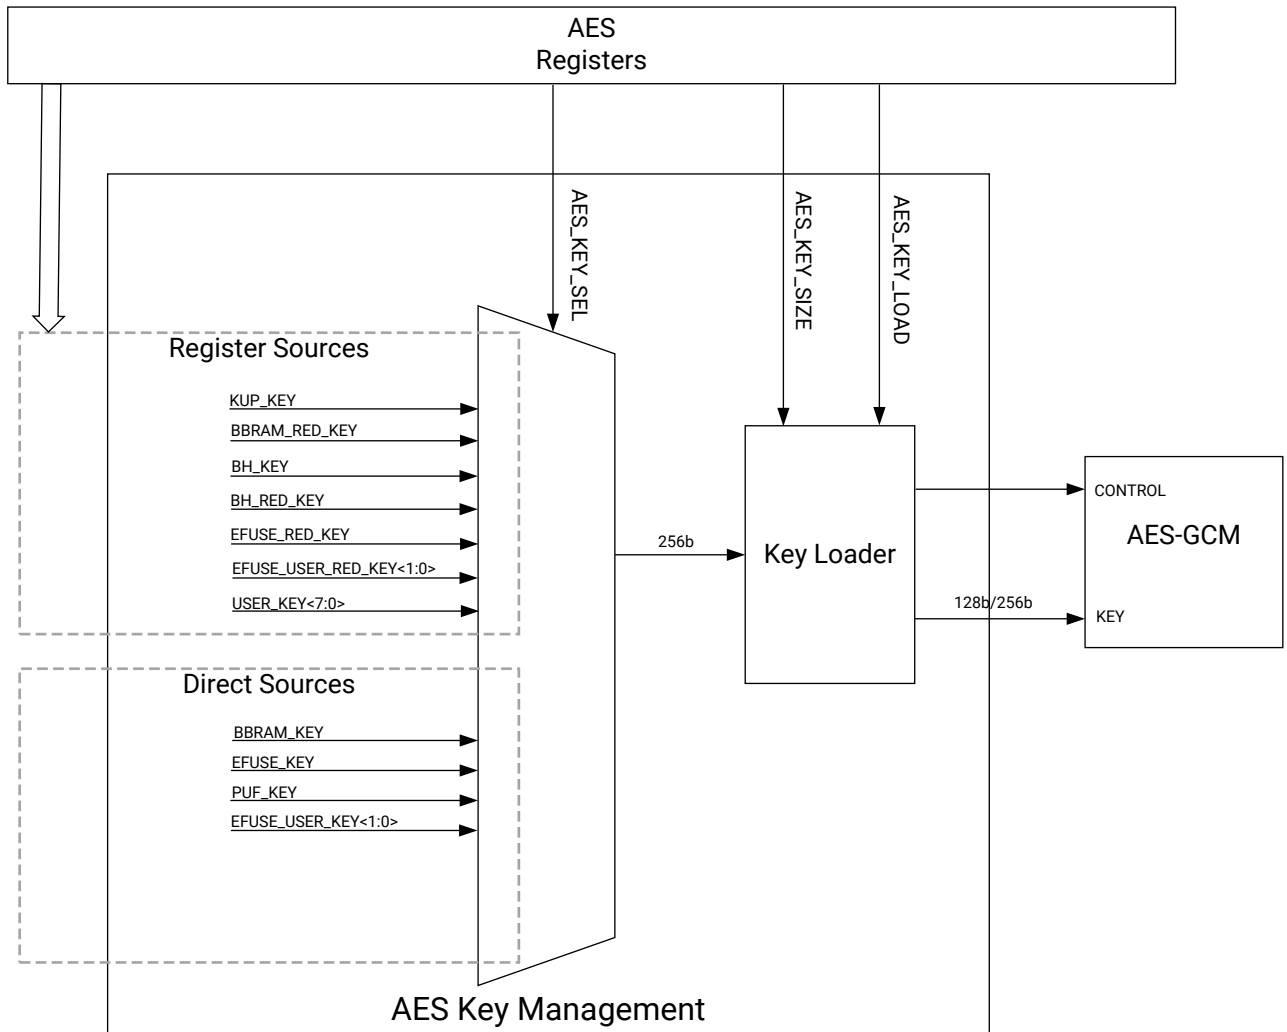 AES
Registers
AES_KEY_SEL
AES_KEY_SIZE
AES_KEY_LOAD
Register Sources
KUP_KEY
BBRAM_RED_KEY
BH_KEY
BH_RED_KEY
EFUSE_RED_KEY
EFUSE_USER_RED_KEY<1:0>
USER_KEY<7:0>
256b
Key Loader
CONTROL
AES-GCM
128b/256b
KEY
Direct Sources
BBRAM_KEY
EFUSE_KEY
PUF_KEY
EFUSE_USER_KEY<1:0>
AES Key Management